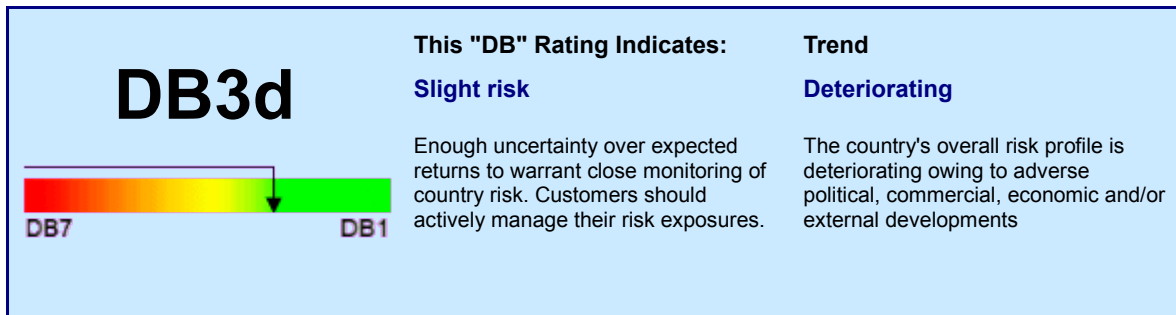 DB3d
DB7
DB1
This "DB" Rating Indicates:
Slight risk
Enough uncertainty over expected
returns to warrant close monitoring of
country risk. Customers should
actively manage their risk exposures.
Trend
Deteriorating
The country's overall risk profile is
deteriorating owing to adverse
political, commercial, economic and/or
external developments